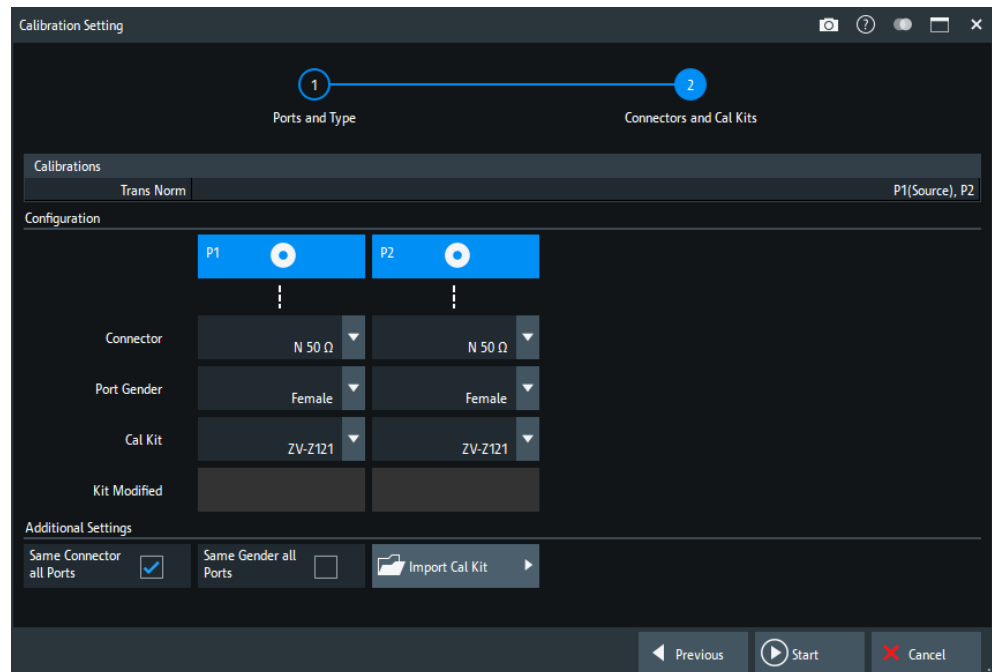 Calibration Setting
?
1
2
Ports and Type
Connectors and Cal Kits
Calibrations
Trans Norm
P1(Source), P2
Configuration
P1
P2
Connector
N 50 Ω
N 50 Ω
Port Gender
Female
Female
Cal Kit
ZV-Z121
ZV-Z121
Kit Modified
Additional Settings
Same Connector
all Ports
Same Gender all
Ports
Import Cal Kit
Previous
Start
Cancel